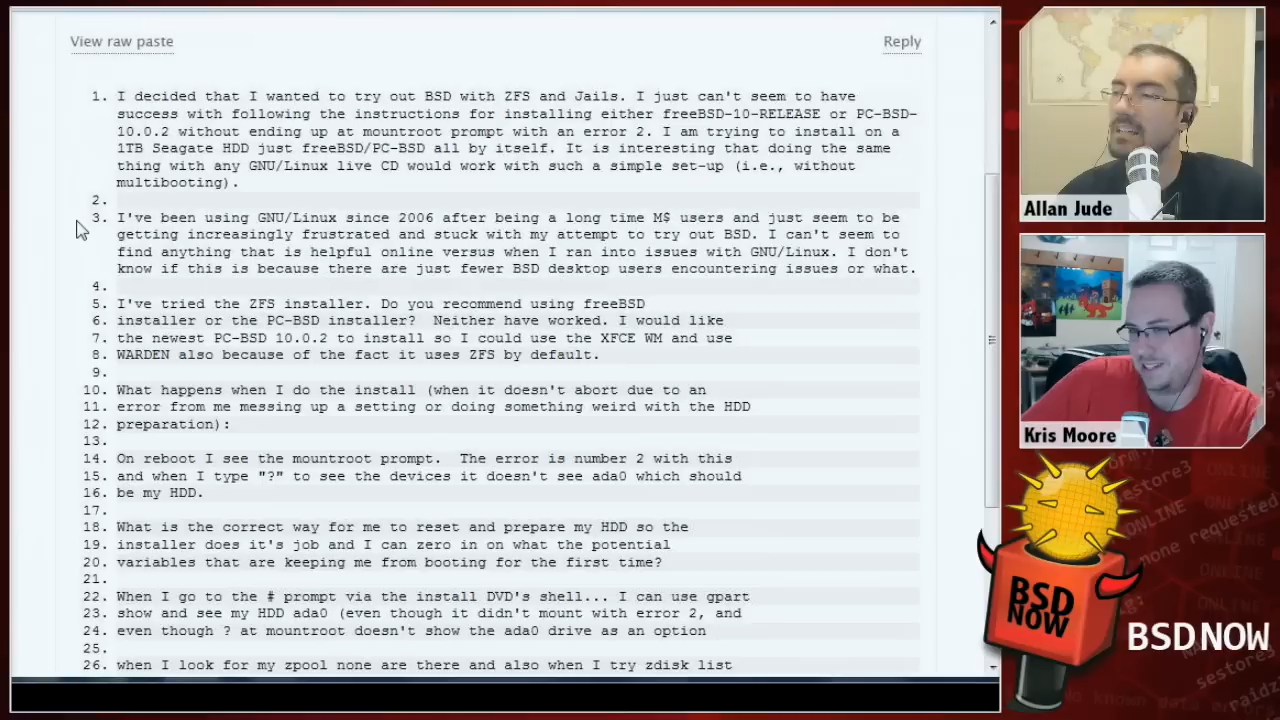 View raw paste
Reply
1. I decided that I wanted to try out BSD with ZFS and Jails. I just can't seem to have
success with following the instructions for installing either freeBSD-10-RELEASE or PC-BSD-
10.0.2 without ending up at mountroot prompt with an error 2. I am trying to install on a
1TB Seagate HDD just freeBSD/PC-BSD all by itself. It is interesting that doing the same
thing with any GNU/Linux live CD would work with such a simple set-up (i.e., without
multibooting).
2.
3. I've been using GNU/Linux since 2006 after being a long time M$ users and just seem to be
getting increasingly frustrated and stuck with my attempt to try out BSD. I can't seem to
find anything that is helpful online versus when I ran into issues with GNU/Linux. I don't
know if this is because there are just fewer BSD desktop users encountering issues or what.
4.
5. I've tried the ZFS installer. Do you recommend using freeBSD
6. installer or the PC-BSD installer?  Neither have worked. I would like
7. the newest PC-BSD 10.0.2 to install so I could use the XFCE WM and use
8. WARDEN also because of the fact it uses ZFS by default.
9.
10. What happens when I do the install (when it doesn't abort due to an
11. error from me messing up a setting or doing something weird with the HDD
12. preparation):
13.
14. On reboot I see the mountroot prompt.  The error is number 2 with this
15. and when I type "?" to see the devices it doesn't see ada0 which should
16. be my HDD.
17.
18. What is the correct way for me to reset and prepare my HDD so the
19. installer does it's job and I can zero in on what the potential
20. variables that are keeping me from booting for the first time?
21.
22. When I go to the # prompt via the install DVD's shell... I can use gpart
23. show and see my HDD ada0 (even though it didn't mount with error 2, and
24. even though ? at mountroot doesn't show the ada0 drive as an option
25.
26. when I look for my zpool none are there and also when I try zdisk list
Allan Jude
Kris Moore
BSD
NOW
BSDNOW